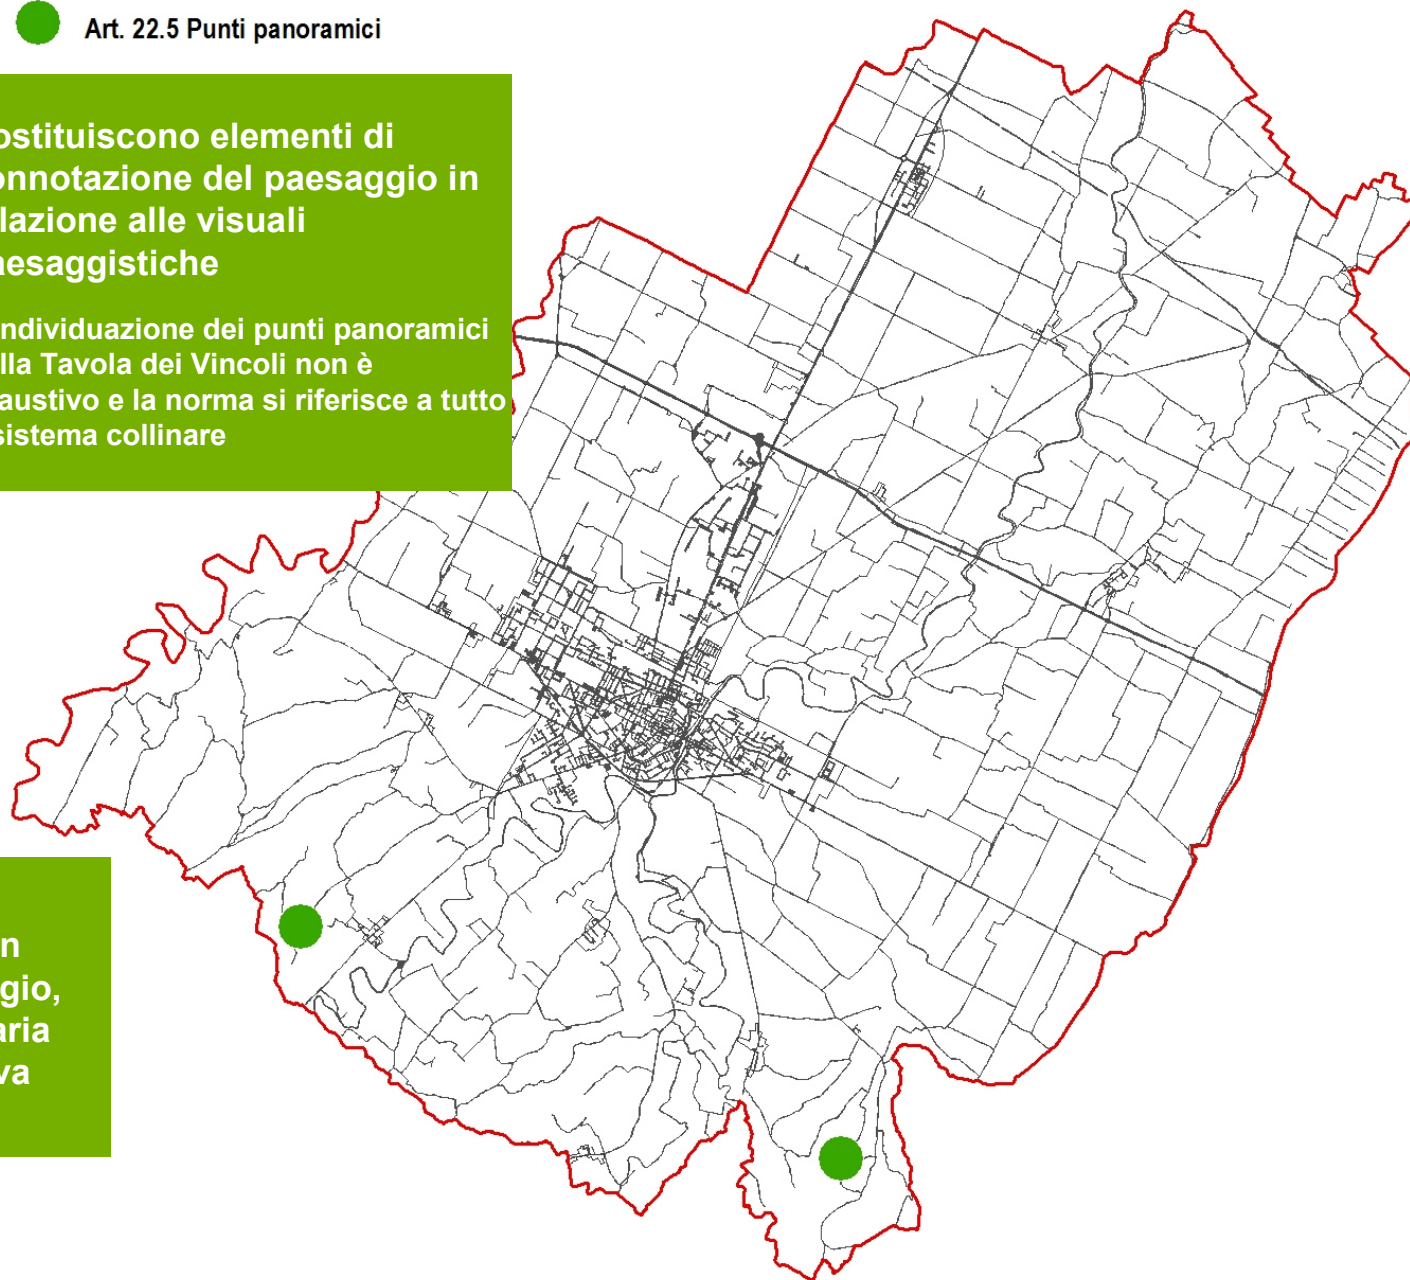 Art. 22.5 Punti panoramici
ostituiscono elementi di
onnotazione del paesaggio in
lazione alle visuali
aesaggistiche
individuazione dei punti panoramici
lla Tavola dei Vincoli non è
austivo e la norma si riferisce a tutto
sistema collinare
n
gio,
aria
va